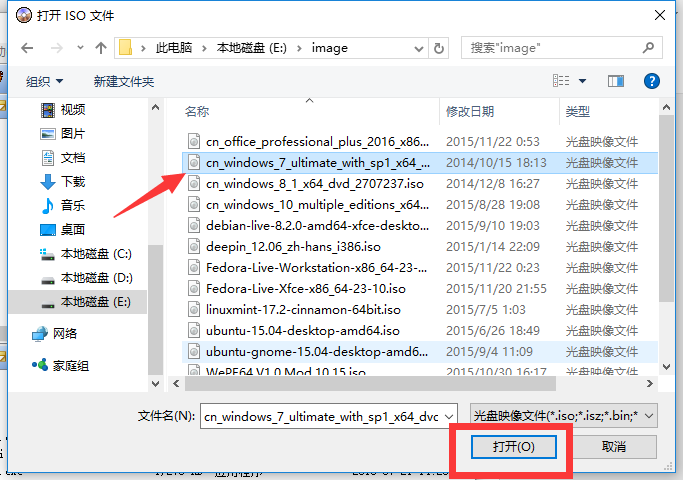 打开 ISO 文件
此电脑 本地磁盘 (E:) image
搜索"image"
组织 新建文件夹
视频
图片
文档
下载
音乐
桌面
本地磁盘 (C:)
本地磁盘 (D:)
本地磁盘 (E:)
网络
家庭组
名称 修改日期 类型
cn_office_professional_plus_2016_x86... 2015/11/22 0:53 光盘映像文件
cn_windows_7_ultimate_with_sp1_x64_... 2014/10/15 18:13 光盘映像文件
cn_windows_8_1_x64_dvd_2707237.iso 2014/12/8 16:27 光盘映像文件
cn_windows_10_multiple_editions_x64... 2015/8/28 19:08 光盘映像文件
debian-live-8.2.0-amd64-xfce-deskto... 2015/9/10 19:03 光盘映像文件
deepin_12.06_zh-hans_i386.iso 2015/1/14 22:09 光盘映像文件
Fedora-Live-Workstation-x86_64-23-... 2015/11/22 0:23 光盘映像文件
Fedora-Live-Xfce-x86_64-23-10.iso 2015/11/20 21:55 光盘映像文件
linuxmint-17.2-cinnamon-64bit.iso 2015/7/5 1:03 光盘映像文件
ubuntu-15.04-desktop-amd64.iso 2015/6/26 18:49 光盘映像文件
ubuntu-gnome-15.04-desktop-amd6... 2015/9/4 11:09 光盘映像文件
WePE64 V1.0 Mod 10.15.iso 2015/10/30 16:17 光盘映像文件
文件名(N): cn_windows_7_ultimate_with_sp1_x64_dvd 光盘映像文件(*.iso;*.isz;*.bin;*
打开(O) 取消